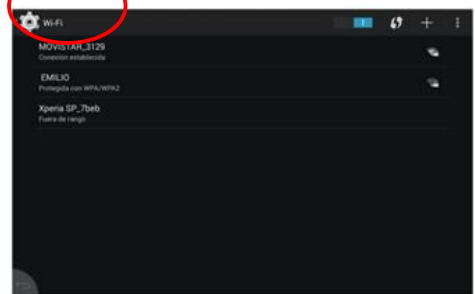 Wi-Fi
MOVISTAR_3129
Conexión establecida
EMILIO
Protegida con WPA/WPA2
Xperia SP_7beb
Fuera de rango